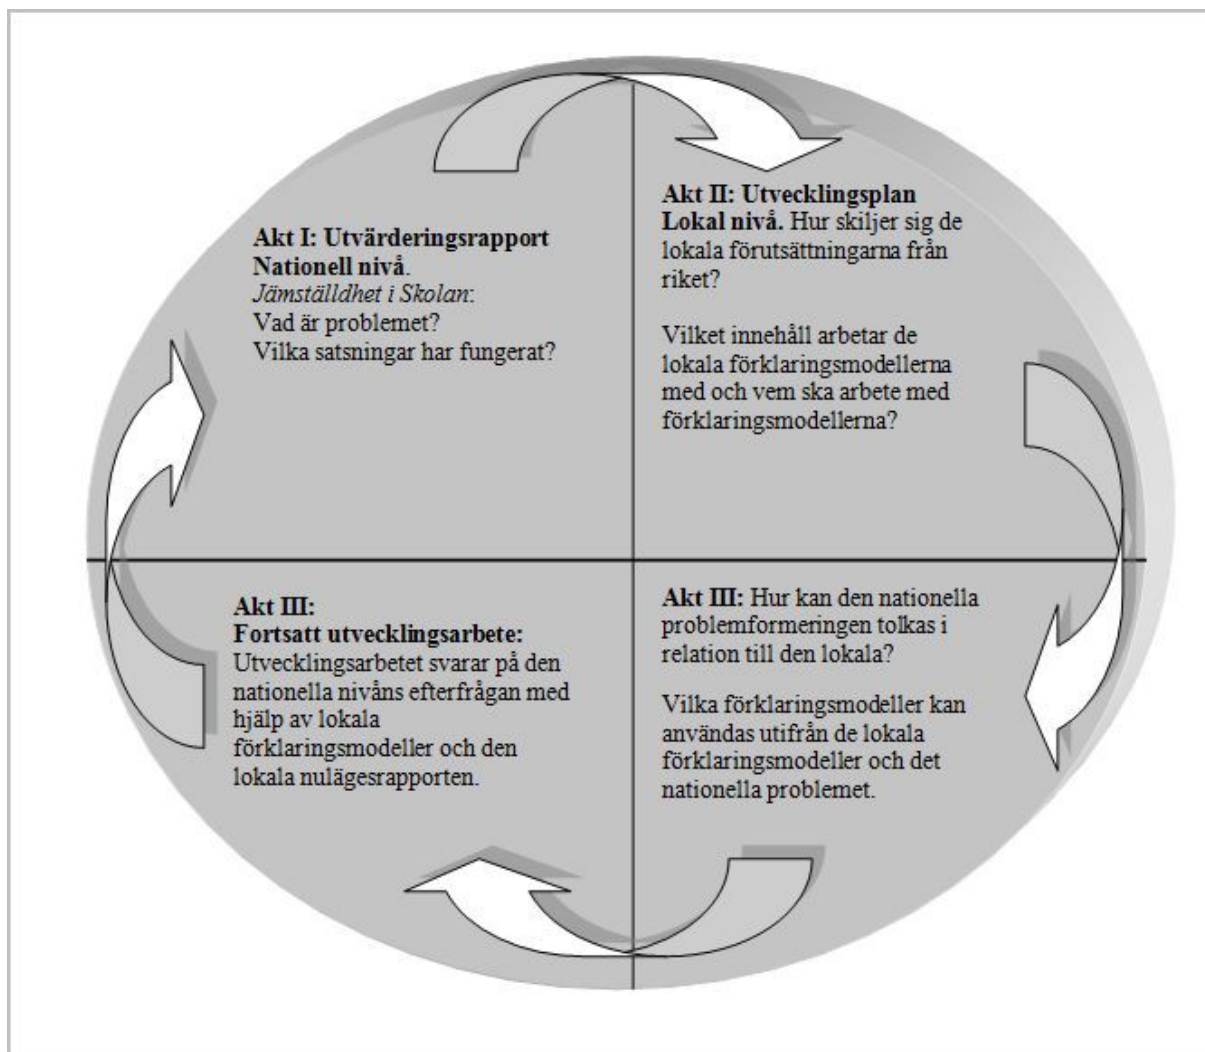 Akt I: Utvärderingsrapport
Nationell nivå.
Jämställdhet i Skolan:
Vad är problemet?
Vilka satsningar har fungerat?
Akt II: Utvecklingsplan
Lokal nivå. Hur skiljer sig de
lokala förutsättningarna från
riket?
Vilket innehåll arbetar de
lokala förklaringsmodellerna
med och vem ska arbete med
förklaringsmodellerna?
Akt III: Hur kan den nationella
problemformeringen tolkas i
relation till den lokala?
Vilka förklaringsmodeller kan
användas utifrån de lokala
förklaringsmodeller och det
nationella problemet.
Akt III:
Fortsatt utvecklingsarbete:
Utvecklingsarbetet svarar på den
nationella nivåns efterfrågan med
hjälp av lokala
förklaringsmodeller och den
lokala nulägesrapporten.